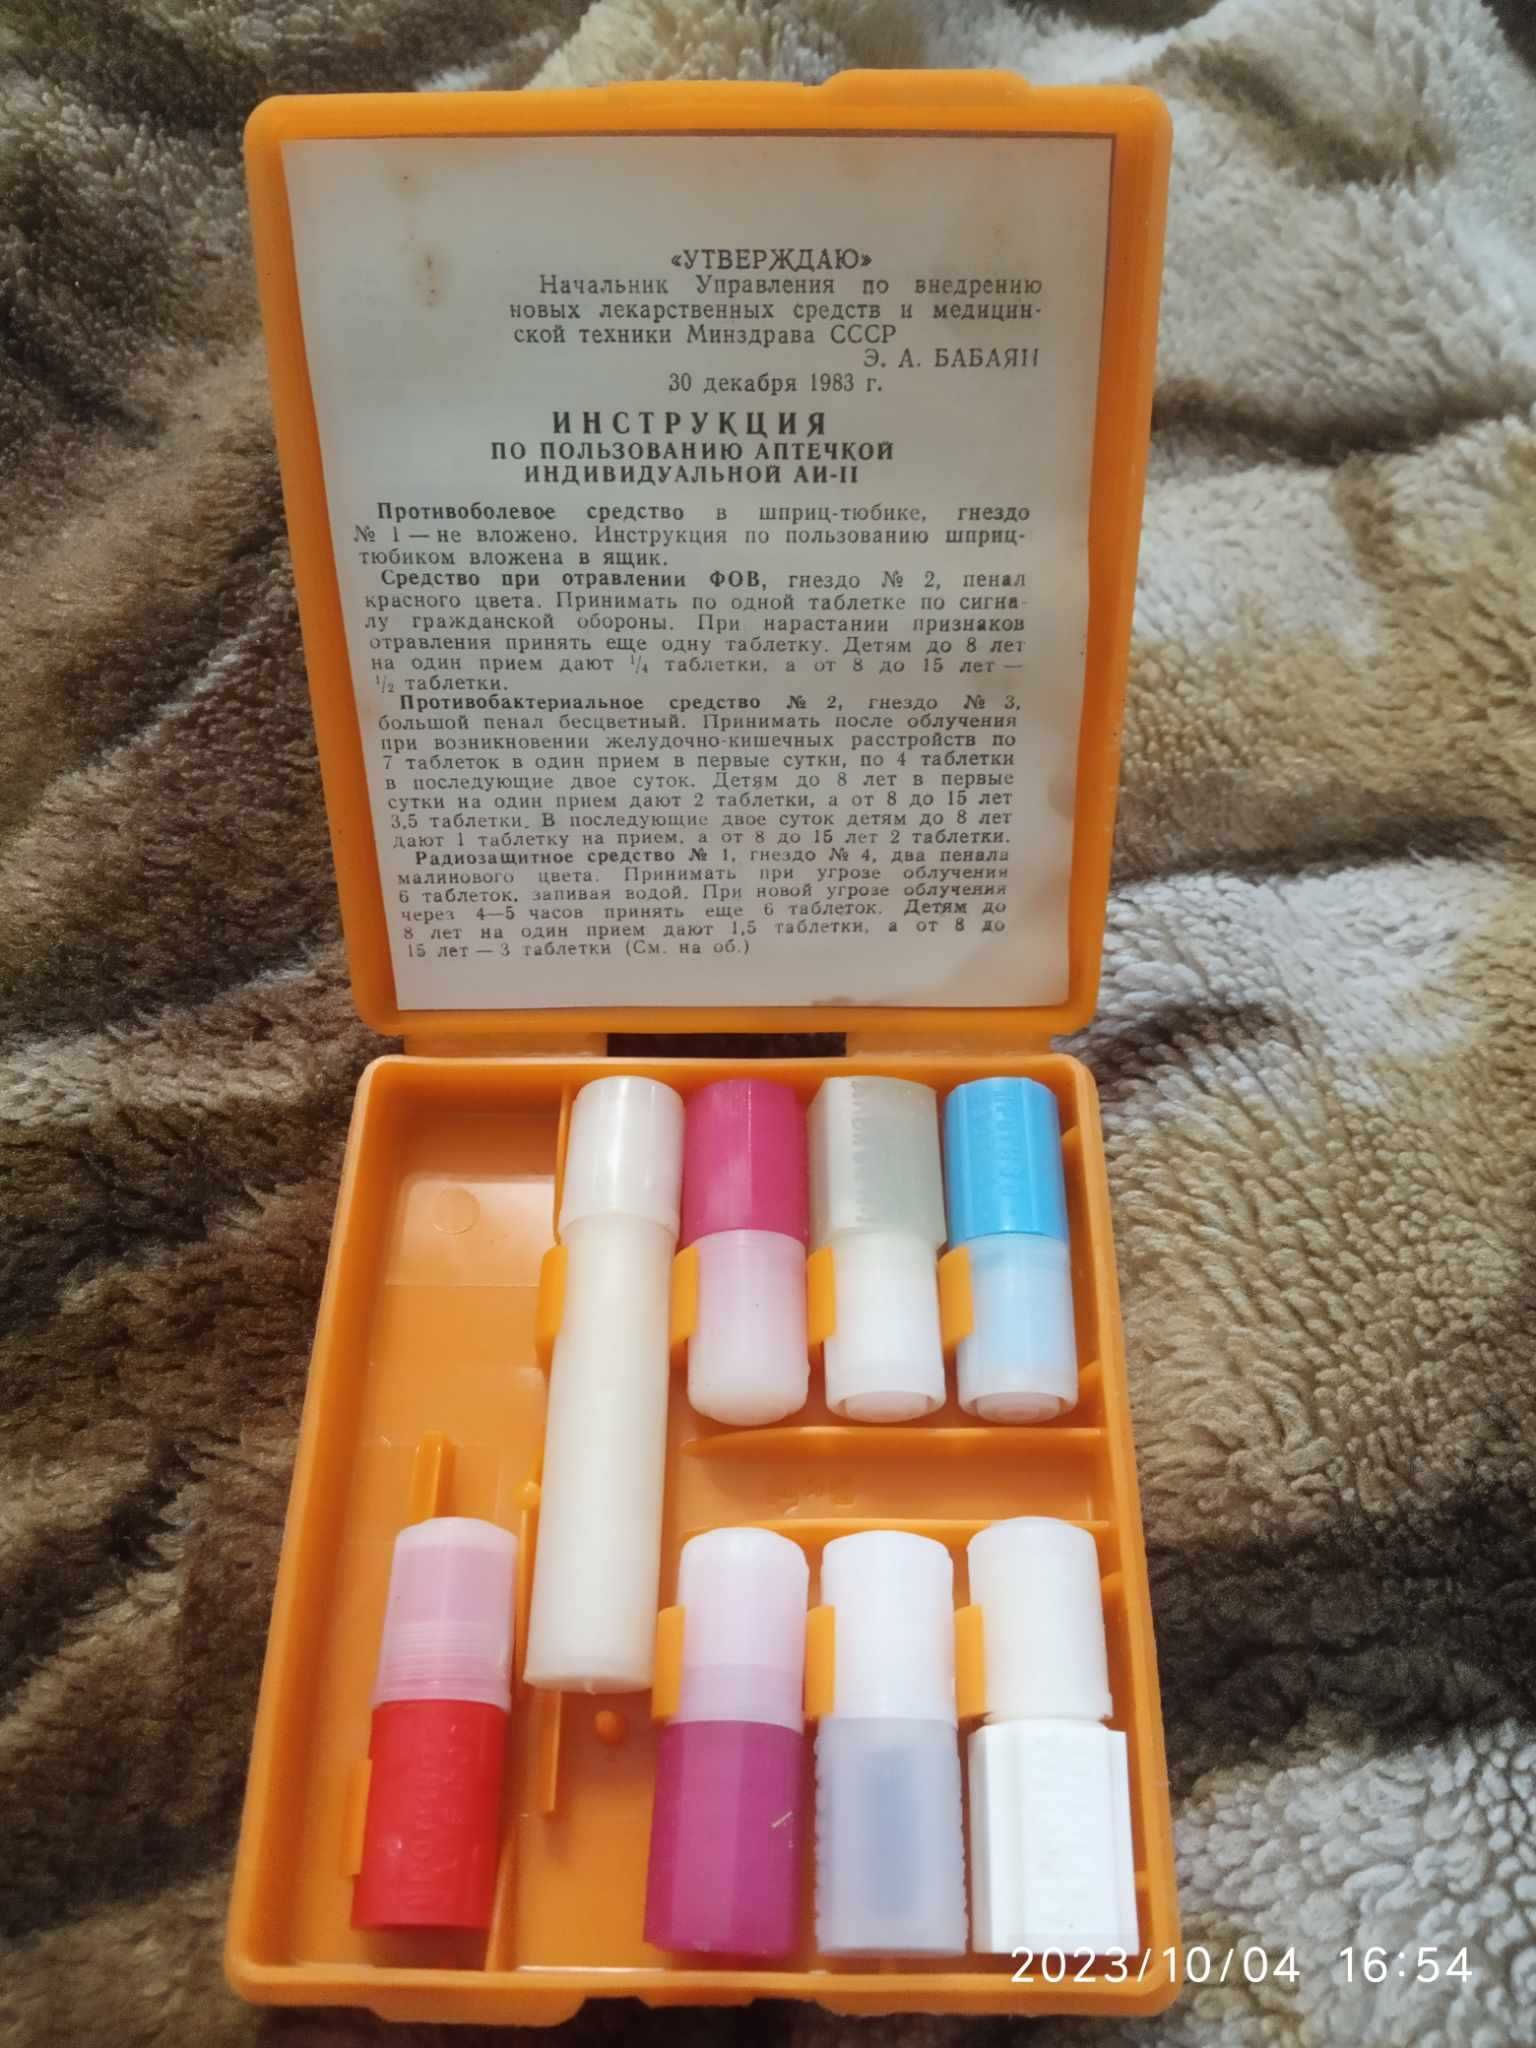 «УТВЕРЖДАЮ»
Начальник Управления по внедрению
новых лекарственных средств и медицин-
ской техники Минздрава СССР
Э. А. БАБАЯН
30 декабря 1983 г.
ИНСТРУКЦИЯ
ПО ПОЛЬЗОВАНИЮ АПТЕЧКОЙ
ИНДИВИДУАЛЬНОЙ АИ-II
Противоболевое средство в шприц-тюбике, гнездо
№ 1 — не вложено. Инструкция по пользованию шприц-
тюбиком вложена в ящик.
Средство при отравлении ФОВ, гнездо № 2, пенал
красного цвета. Принимать по одной таблетке по сигна-
лу гражданской обороны. При нарастании признаков
отравления принять еще одну таблетку. Детям до 8 лет
на один прием дают 1/4 таблетки, а от 8 до 15 лет —
1/2 таблетки.
Противобактериальное средство № 2, гнездо № 3,
большой пенал бесцветный. Принимать после облучения
при возникновении желудочно-кишечных расстройств по
7 таблеток в один прием в первые сутки, по 4 таблетки
в последующие двое суток. Детям до 8 лет в первые
сутки на один прием дают 2 таблетки, а от 8 до 15 лет
3,5 таблетки. В последующие двое суток детям до 8 лет
дают 1 таблетку на прием, а от 8 до 15 лет 2 таблетки.
Радиозащитное средство № 1, гнездо № 4, два пенала
малинового цвета. Принимать при угрозе облучения
6 таблеток, запивая водой. При новой угрозе облучения
через 4—5 часов принять еще 6 таблеток. Детям до
8 лет на один прием дают 1,5 таблетки, а от 8 до
15 лет — 3 таблетки (См. на об.)
2023/10/04 16:54